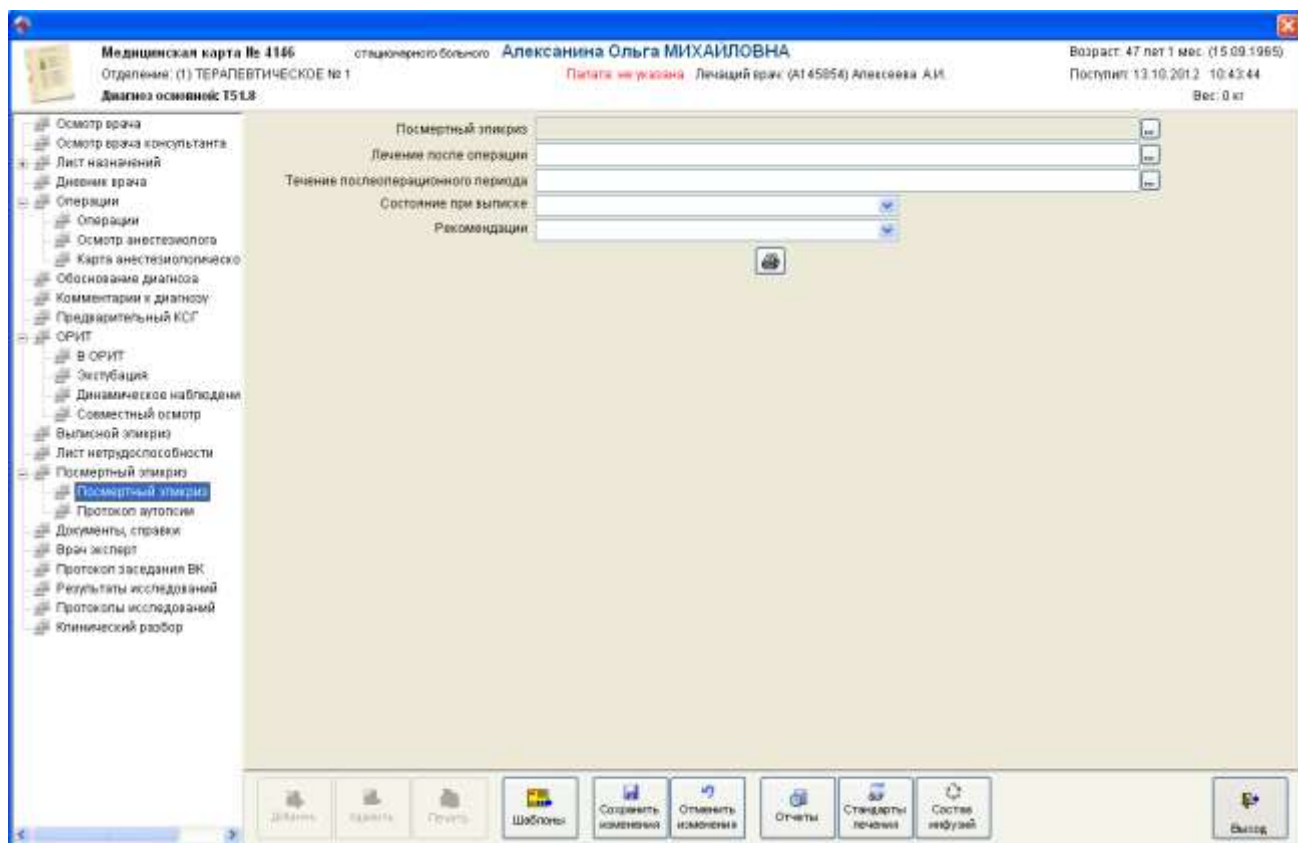 Медицинская карта № 4146 стационарного больного Алексанина Ольга МИХАЙЛОВНА Возраст: 47 лет 1 мес. (15.09.1965)
Отделение: (1) ТЕРАПЕВТИЧЕСКОЕ № 1 Палата: не указана Лечащий врач: (A145854) Алексеева А.И. Поступил: 13.10.2012 10:43:44
Диагноз основной: T51.8 Вес: 0 кг
Осмотр врача
Осмотр врача консультанта
Лист назначений
Дневник врача
Операции
Операции
Осмотр анестезиолога
Карта анестезиологическо
Обоснование диагноза
Комментарии к диагнозу
Предварительный КСГ
ОРИТ
В ОРИТ
Экстубация
Динамическое наблюдени
Совместный осмотр
Выписной эпикриз
Лист нетрудоспособности
Посмертный эпикриз
Посмертный эпикриз
Протокол аутопсии
Документы, справки
Врач эксперт
Протокол заседания ВК
Результаты исследований
Протоколы исследований
Клинический разбор
Посмертный эпикриз ...
Лечение после операции ...
Течение послеоперационного периода ...
Состояние при выписке
Рекомендации
Добавить Удалить Печать Шаблоны Сохранить изменения Отменить изменения Отчеты Стандарты лечения Состав инфузий Выход